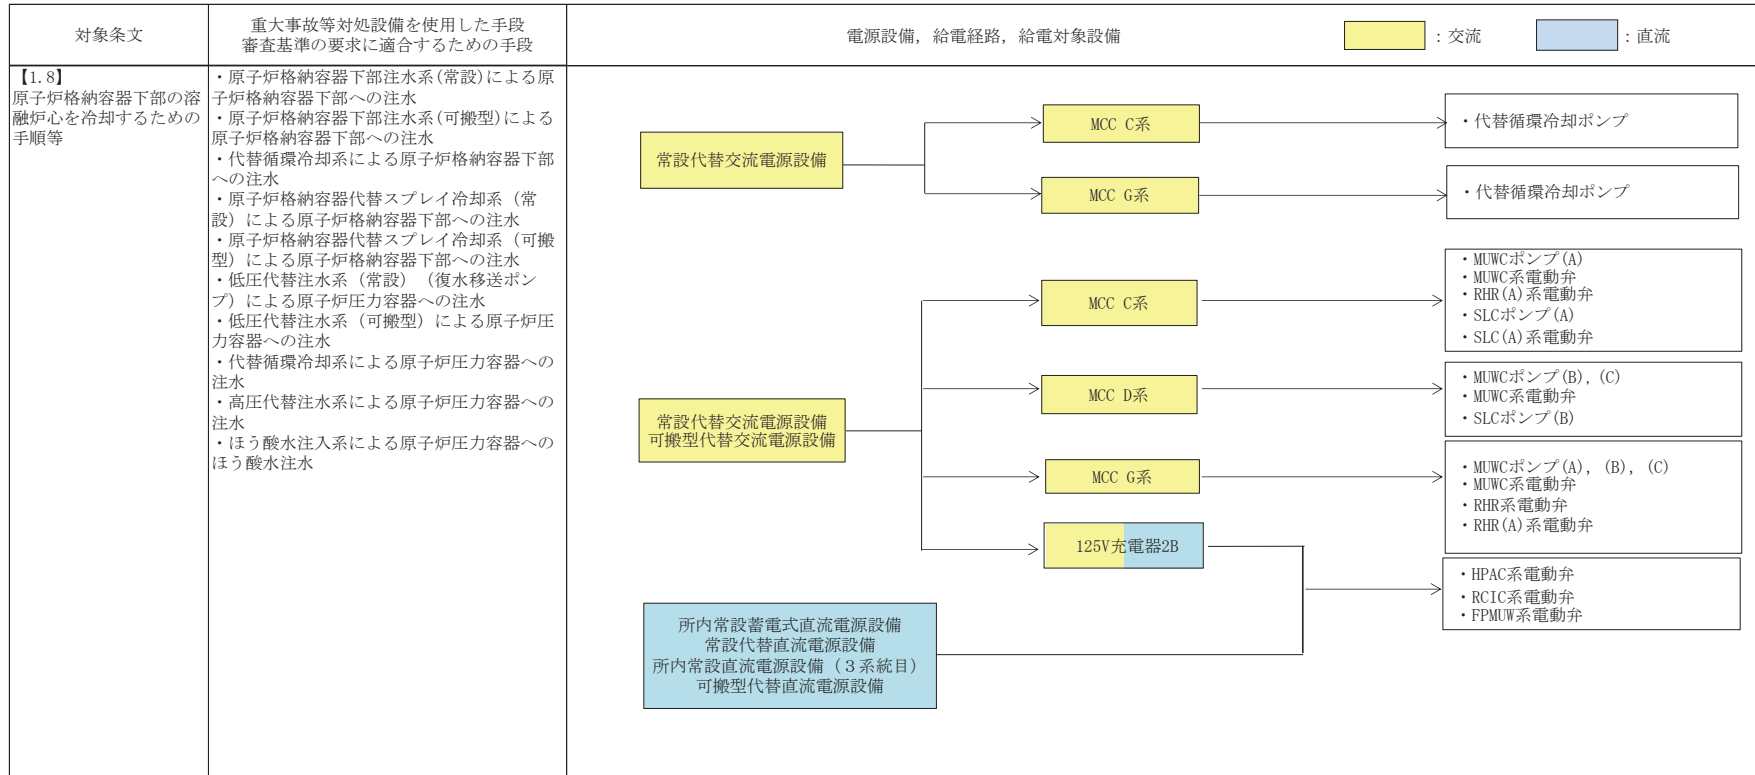 対象条文
重大事故等対処設備を使用した手段
審査基準の要求に適合するための手段
電源設備，給電経路，給電対象設備
：交流
：直流
【1.8】
原子炉格納容器下部の溶
融炉心を冷却するための
手順等
・原子炉格納容器下部注水系(常設)による原
子炉格納容器下部への注水
・原子炉格納容器下部注水系(可搬型)による
原子炉格納容器下部への注水
・代替循環冷却系による原子炉格納容器下部
への注水
・原子炉格納容器代替スプレイ冷却系（常
設）による原子炉格納容器下部への注水
・原子炉格納容器代替スプレイ冷却系（可搬
型）による原子炉格納容器下部への注水
・低圧代替注水系（常設）（復水移送ポン
プ）による原子炉圧力容器への注水
・低圧代替注水系（可搬型）による原子炉圧
力容器への注水
・代替循環冷却系による原子炉圧力容器への
注水
・高圧代替注水系による原子炉圧力容器への
注水
・ほう酸水注入系による原子炉圧力容器への
ほう酸水注水
常設代替交流電源設備
MCC C系
・代替循環冷却ポンプ
MCC G系
・代替循環冷却ポンプ
常設代替交流電源設備
可搬型代替交流電源設備
MCC C系
・MUWCポンプ(A)
・MUWC系電動弁
・RHR(A)系電動弁
・SLCポンプ(A)
・SLC(A)系電動弁
MCC D系
・MUWCポンプ(B), (C)
・MUWC系電動弁
・SLCポンプ(B)
MCC G系
・MUWCポンプ(A), (B), (C)
・MUWC系電動弁
・RHR系電動弁
・RHR(A)系電動弁
125V充電器2B
・HPAC系電動弁
・RCIC系電動弁
・FPMUW系電動弁
所内常設蓄電式直流電源設備
常設代替直流電源設備
所内常設直流電源設備（３系統目）
可搬型代替直流電源設備